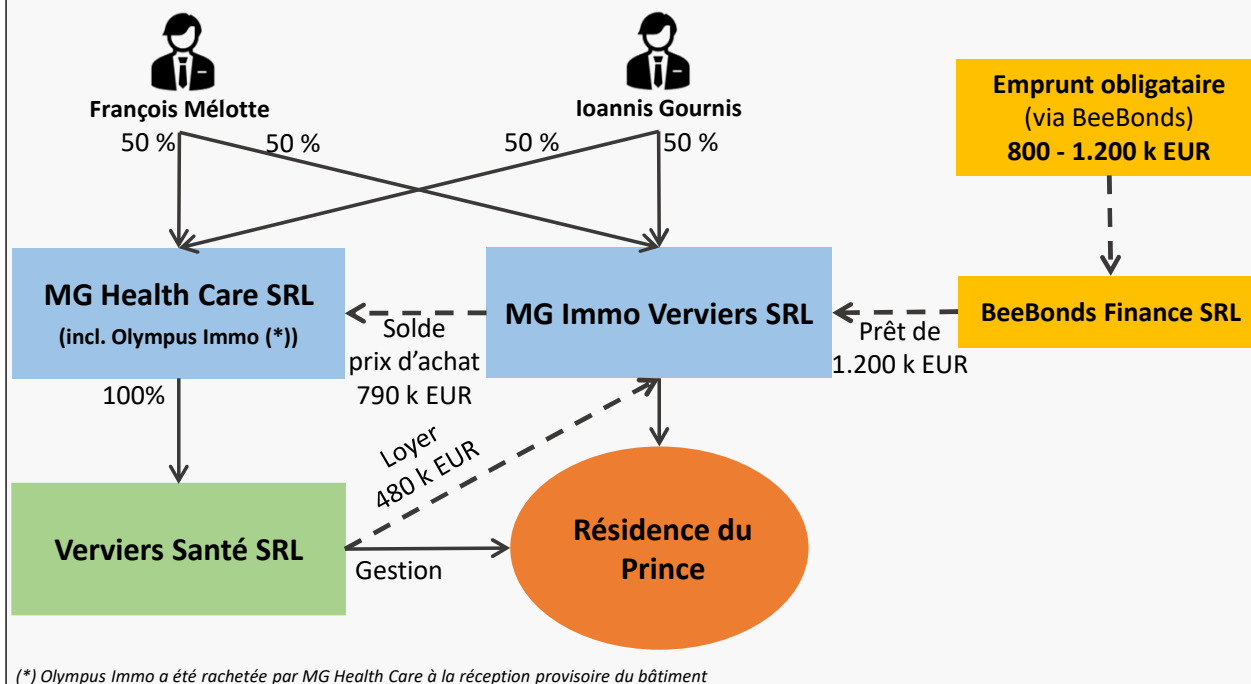 François Mélotte
Ioannis Gournis
50 %
50 %
50 %
50 %
Emprunt obligataire
(via BeeBonds)
800 - 1.200 k EUR
MG Health Care SRL
(incl. Olympus Immo (*))
Solde
prix d'achat
790 k EUR
MG Immo Verviers SRL
Prêt de
1.200 k EUR
BeeBonds Finance SRL
100%
Loyer
480 k EUR
Verviers Santé SRL
Gestion
Résidence du
Prince
(*) Olympus Immo a été rachetée par MG Health Care à la réception provisoire du bâtiment